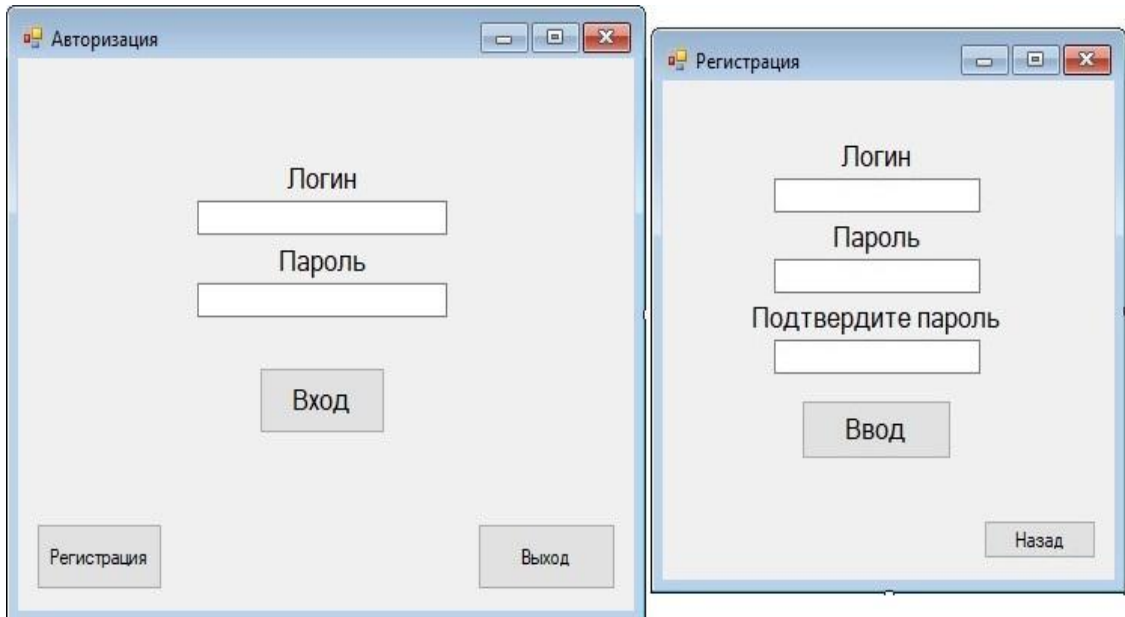 Авторизация
Логин
Пароль
Вход
Регистрация
Выход
Регистрация
Логин
Пароль
Подтвердите пароль
Ввод
Назад